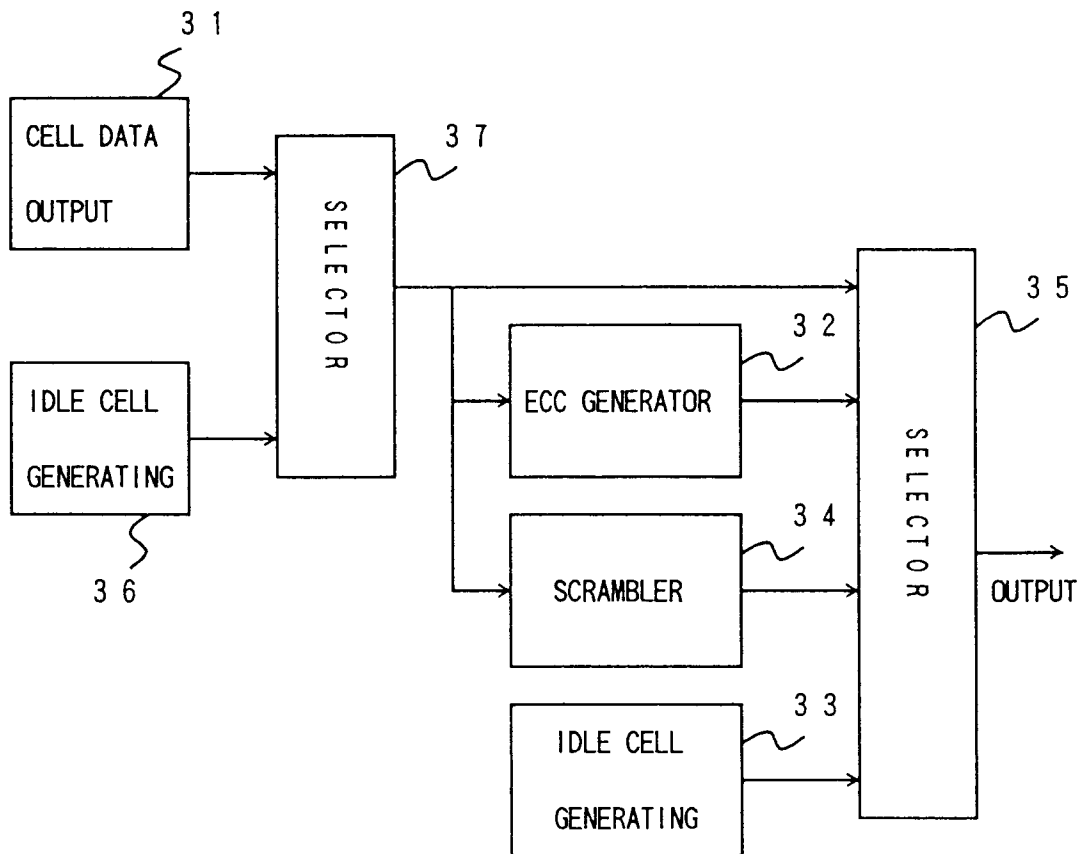 3 1
CELL DATA
OUTPUT
3 7
SELECTOR
IDLE CELL
GENERATING
3 6
3 5
SELECTOR
3 2
ECC GENERATOR
3 4
SCRAMBLER
OUTPUT
3 3
IDLE CELL
GENERATING